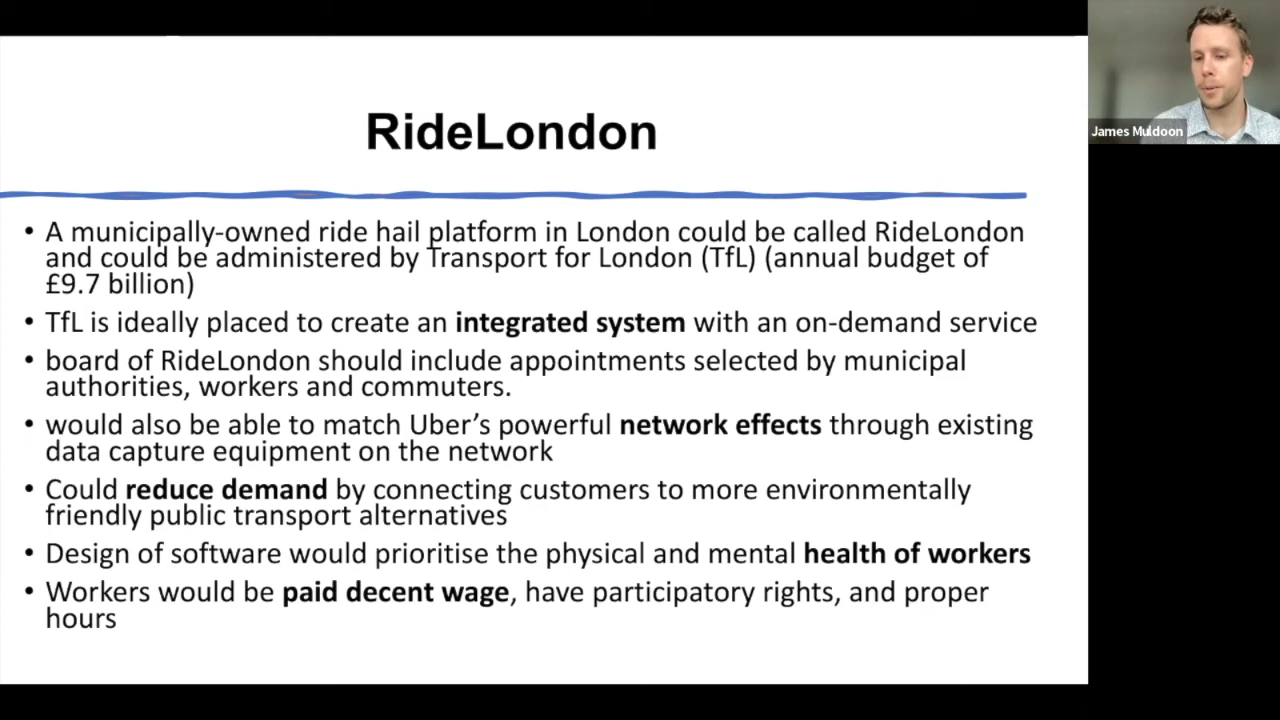 RideLondon
• A municipally-owned ride hail platform in London could be called RideLondon
and could be administered by Transport for London (TfL) (annual budget of
£9.7 billion)
• TfL is ideally placed to create an integrated system with an on-demand service
• board of RideLondon should include appointments selected by municipal
authorities, workers and commuters.
• would also be able to match Uber’s powerful network effects through existing
data capture equipment on the network
• Could reduce demand by connecting customers to more environmentally
friendly public transport alternatives
• Design of software would prioritise the physical and mental health of workers
• Workers would be paid decent wage, have participatory rights, and proper
hours
James Muldoon